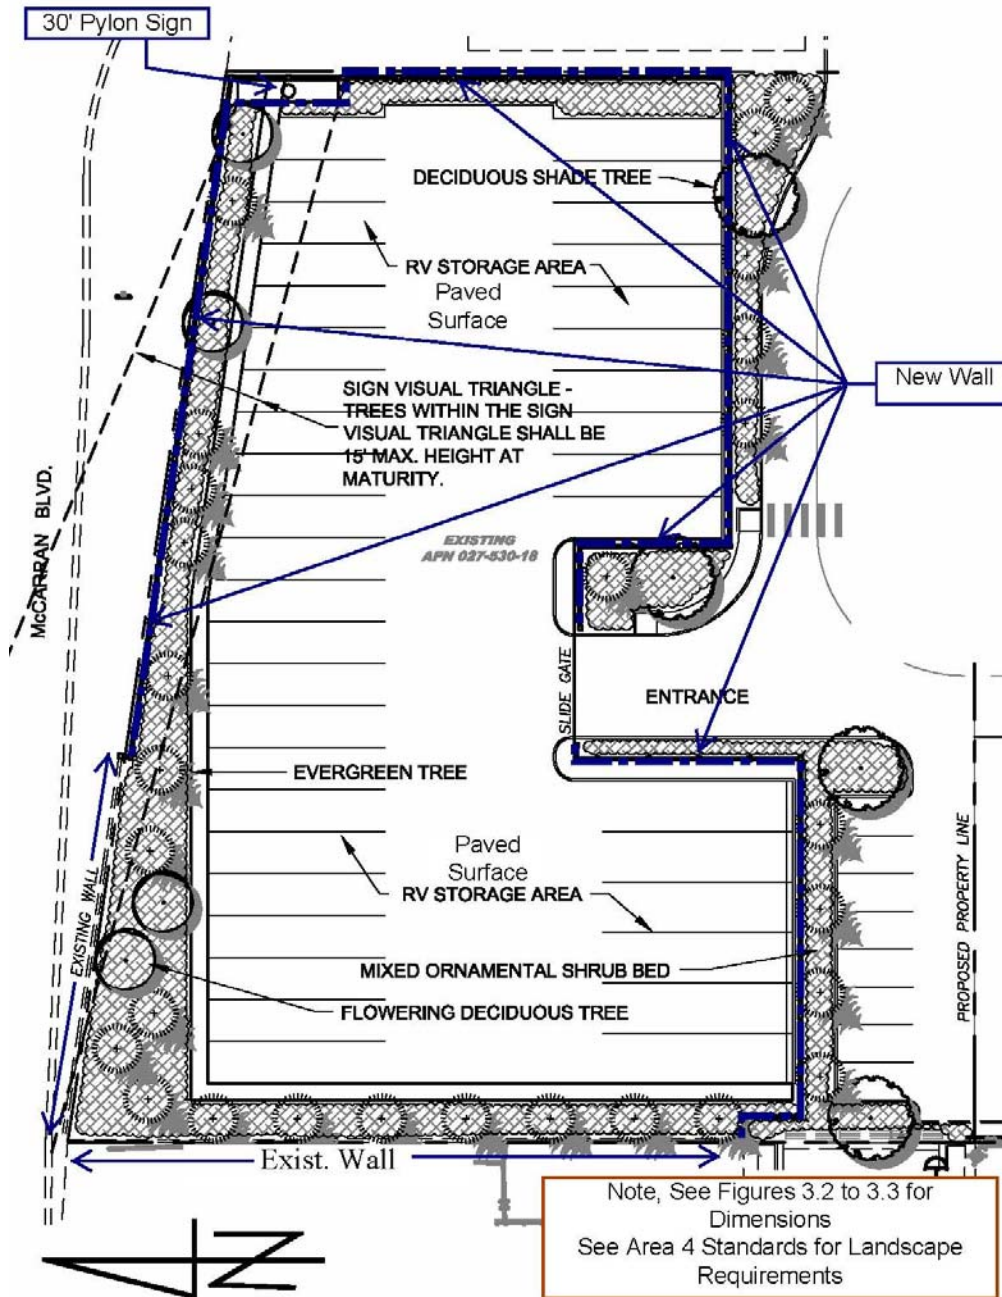 30' Pylon Sign
DECIDUOUS SHADE TREE
RV STORAGE AREA
Paved
Surface
New Wall
SIGN VISUAL TRIANGLE -
TREES WITHIN THE SIGN
VISUAL TRIANGLE SHALL BE
15' MAX. HEIGHT AT
MATURITY.
McCARRAN BLVD.
EXISTING
APN 027-530-18
SLIDE GATE
ENTRANCE
EVERGREEN TREE
Paved
Surface
RV STORAGE AREA
EXISTING WALL
PROPOSED PROPERTY LINE
MIXED ORNAMENTAL SHRUB BED
FLOWERING DECIDUOUS TREE
Exist. Wall
Note, See Figures 3.2 to 3.3 for
Dimensions
See Area 4 Standards for Landscape
Requirements
N